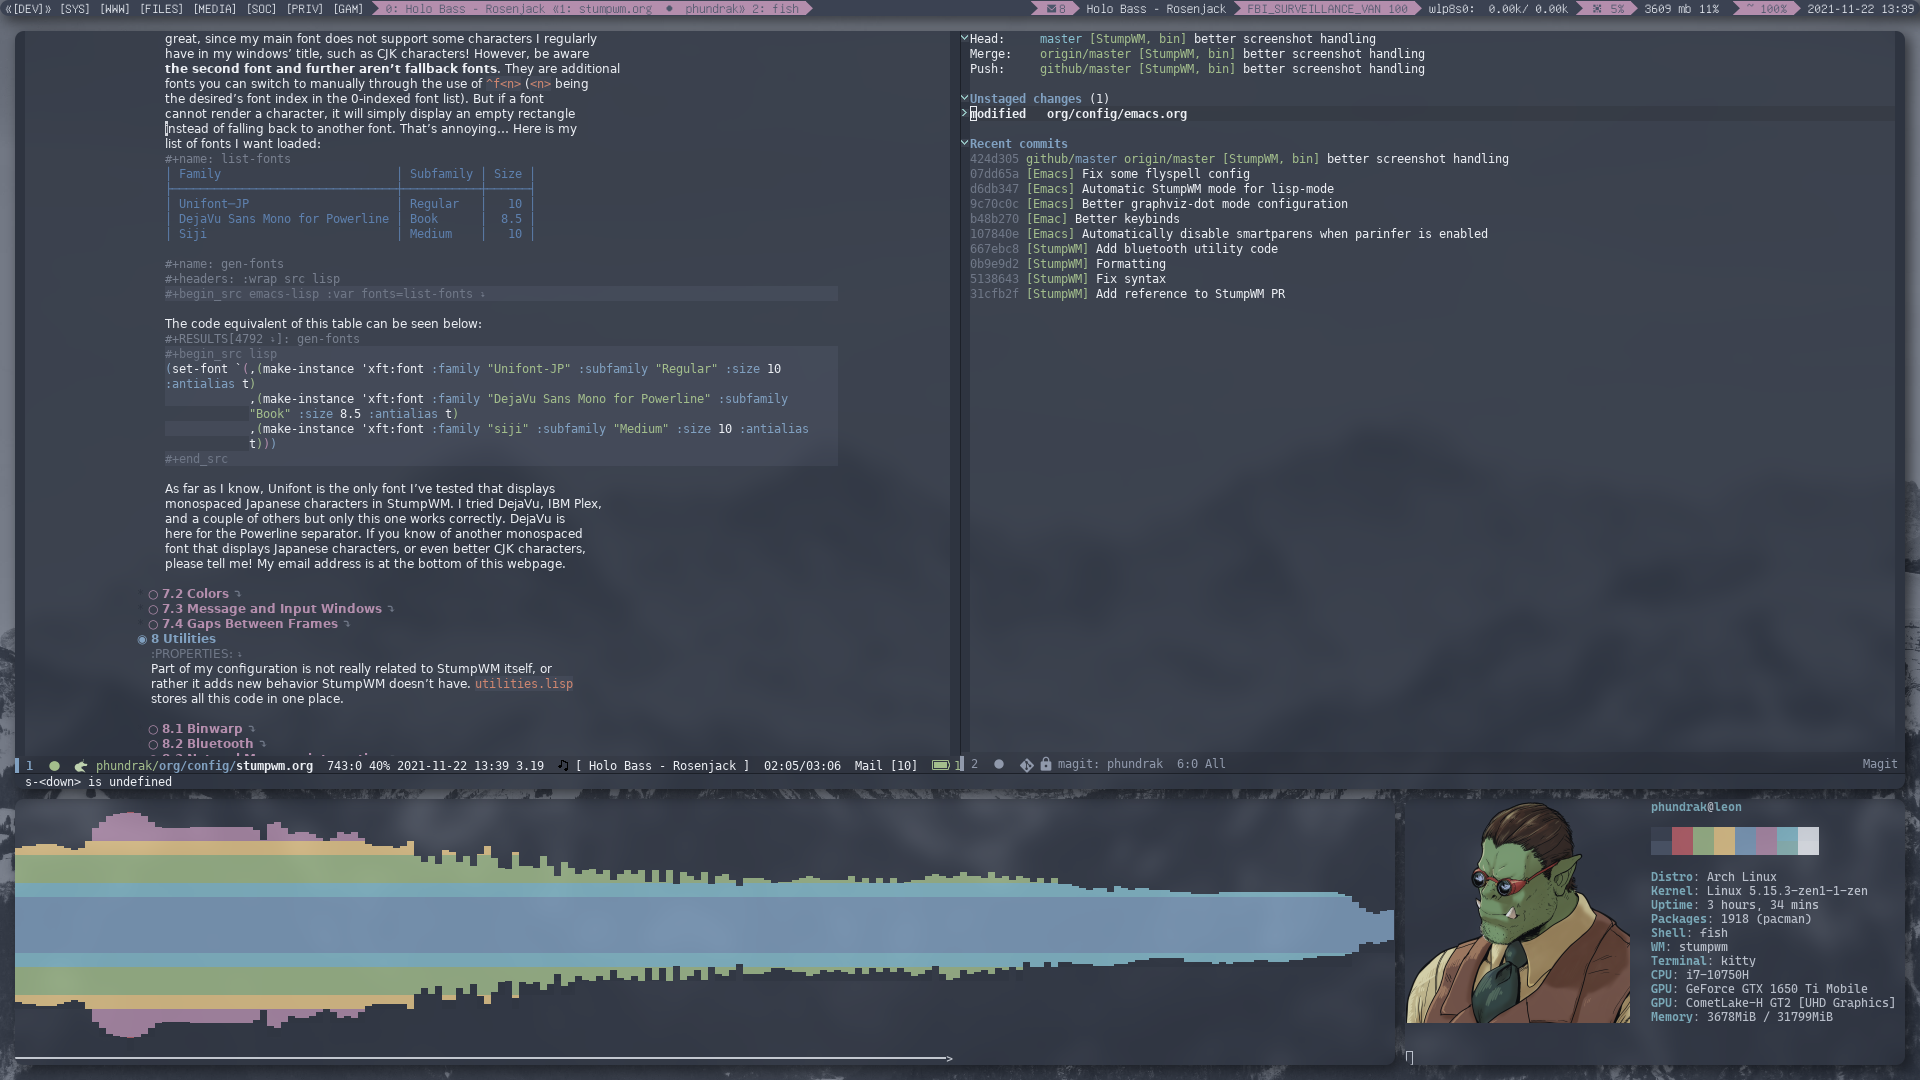 «[DEV]» [SYS] [WWW] [FILES] [MEDIA] [SOC] [PRIV] [GAM] 0: Holo Bass - Rosenjack «1: stumpwm.org • phundrak» 2: fish
8 Holo Bass - Rosenjack FBI_SURVEILLANCE_VAN 100 wlp8s0: 0.00k/ 0.00k 5% 3609 mb 11% ~ 100% 2021-11-22 13:39
great, since my main font does not support some characters I regularly
have in my windows’ title, such as CJK characters! However, be aware
the second font and further aren’t fallback fonts. They are additional
fonts you can switch to manually through the use of ^f<n> (<n> being
the desired’s font index in the 0-indexed font list). But if a font
cannot render a character, it will simply display an empty rectangle
instead of falling back to another font. That’s annoying… Here is my
list of fonts I want loaded:
#+name: list-fonts
| Family | Subfamily | Size |
| Unifont-JP | Regular | 10 |
| DejaVu Sans Mono for Powerline | Book | 8.5 |
| Siji | Medium | 10 |
#+name: gen-fonts
#+headers: :wrap src lisp
#+begin_src emacs-lisp :var fonts=list-fonts ⤵
The code equivalent of this table can be seen below:
#+RESULTS[4792 ⤵]: gen-fonts
#+begin_src lisp
(set-font `(,(make-instance 'xft:font :family "Unifont-JP" :subfamily "Regular" :size 10
:antialias t)
,(make-instance 'xft:font :family "DejaVu Sans Mono for Powerline" :subfamily
"Book" :size 8.5 :antialias t)
,(make-instance 'xft:font :family "siji" :subfamily "Medium" :size 10 :antialias
t)))
#+end_src
As far as I know, Unifont is the only font I’ve tested that displays
monospaced Japanese characters in StumpWM. I tried DejaVu, IBM Plex,
and a couple of others but only this one works correctly. DejaVu is
here for the Powerline separator. If you know of another monospaced
font that displays Japanese characters, or even better CJK characters,
please tell me! My email address is at the bottom of this webpage.
○ 7.2 Colors ⤵
○ 7.3 Message and Input Windows ⤵
○ 7.4 Gaps Between Frames ⤵
◉ 8 Utilities
:PROPERTIES: ⤵
Part of my configuration is not really related to StumpWM itself, or
rather it adds new behavior StumpWM doesn’t have. utilities.lisp
stores all this code in one place.
○ 8.1 Binwarp ⤵
○ 8.2 Bluetooth ⤵
1 phundrak/org/config/stumpwm.org 743:0 40% 2021-11-22 13:39 3.19 [ Holo Bass - Rosenjack ] 02:05/03:06 Mail [10] 1
s-<down> is undefined
Head: master [StumpWM, bin] better screenshot handling
Merge: origin/master [StumpWM, bin] better screenshot handling
Push: github/master [StumpWM, bin] better screenshot handling
Unstaged changes (1)
modified org/config/emacs.org
Recent commits
424d305 github/master origin/master [StumpWM, bin] better screenshot handling
07dd65a [Emacs] Fix some flyspell config
d6db347 [Emacs] Automatic StumpWM mode for lisp-mode
9c70c0c [Emacs] Better graphviz-dot mode configuration
b48b270 [Emac] Better keybinds
107840e [Emacs] Automatically disable smartparens when parinfer is enabled
667ebc8 [StumpWM] Add bluetooth utility code
0b9e9d2 [StumpWM] Formatting
5138643 [StumpWM] Fix syntax
31cfb2f [StumpWM] Add reference to StumpWM PR
2 magit: phundrak 6:0 All Magit
phundrak@leon
Distro: Arch Linux
Kernel: Linux 5.15.3-zen1-1-zen
Uptime: 3 hours, 34 mins
Packages: 1918 (pacman)
Shell: fish
WM: stumpwm
Terminal: kitty
CPU: i7-10750H
GPU: GeForce GTX 1650 Ti Mobile
GPU: CometLake-H GT2 [UHD Graphics]
Memory: 3678MiB / 31799MiB